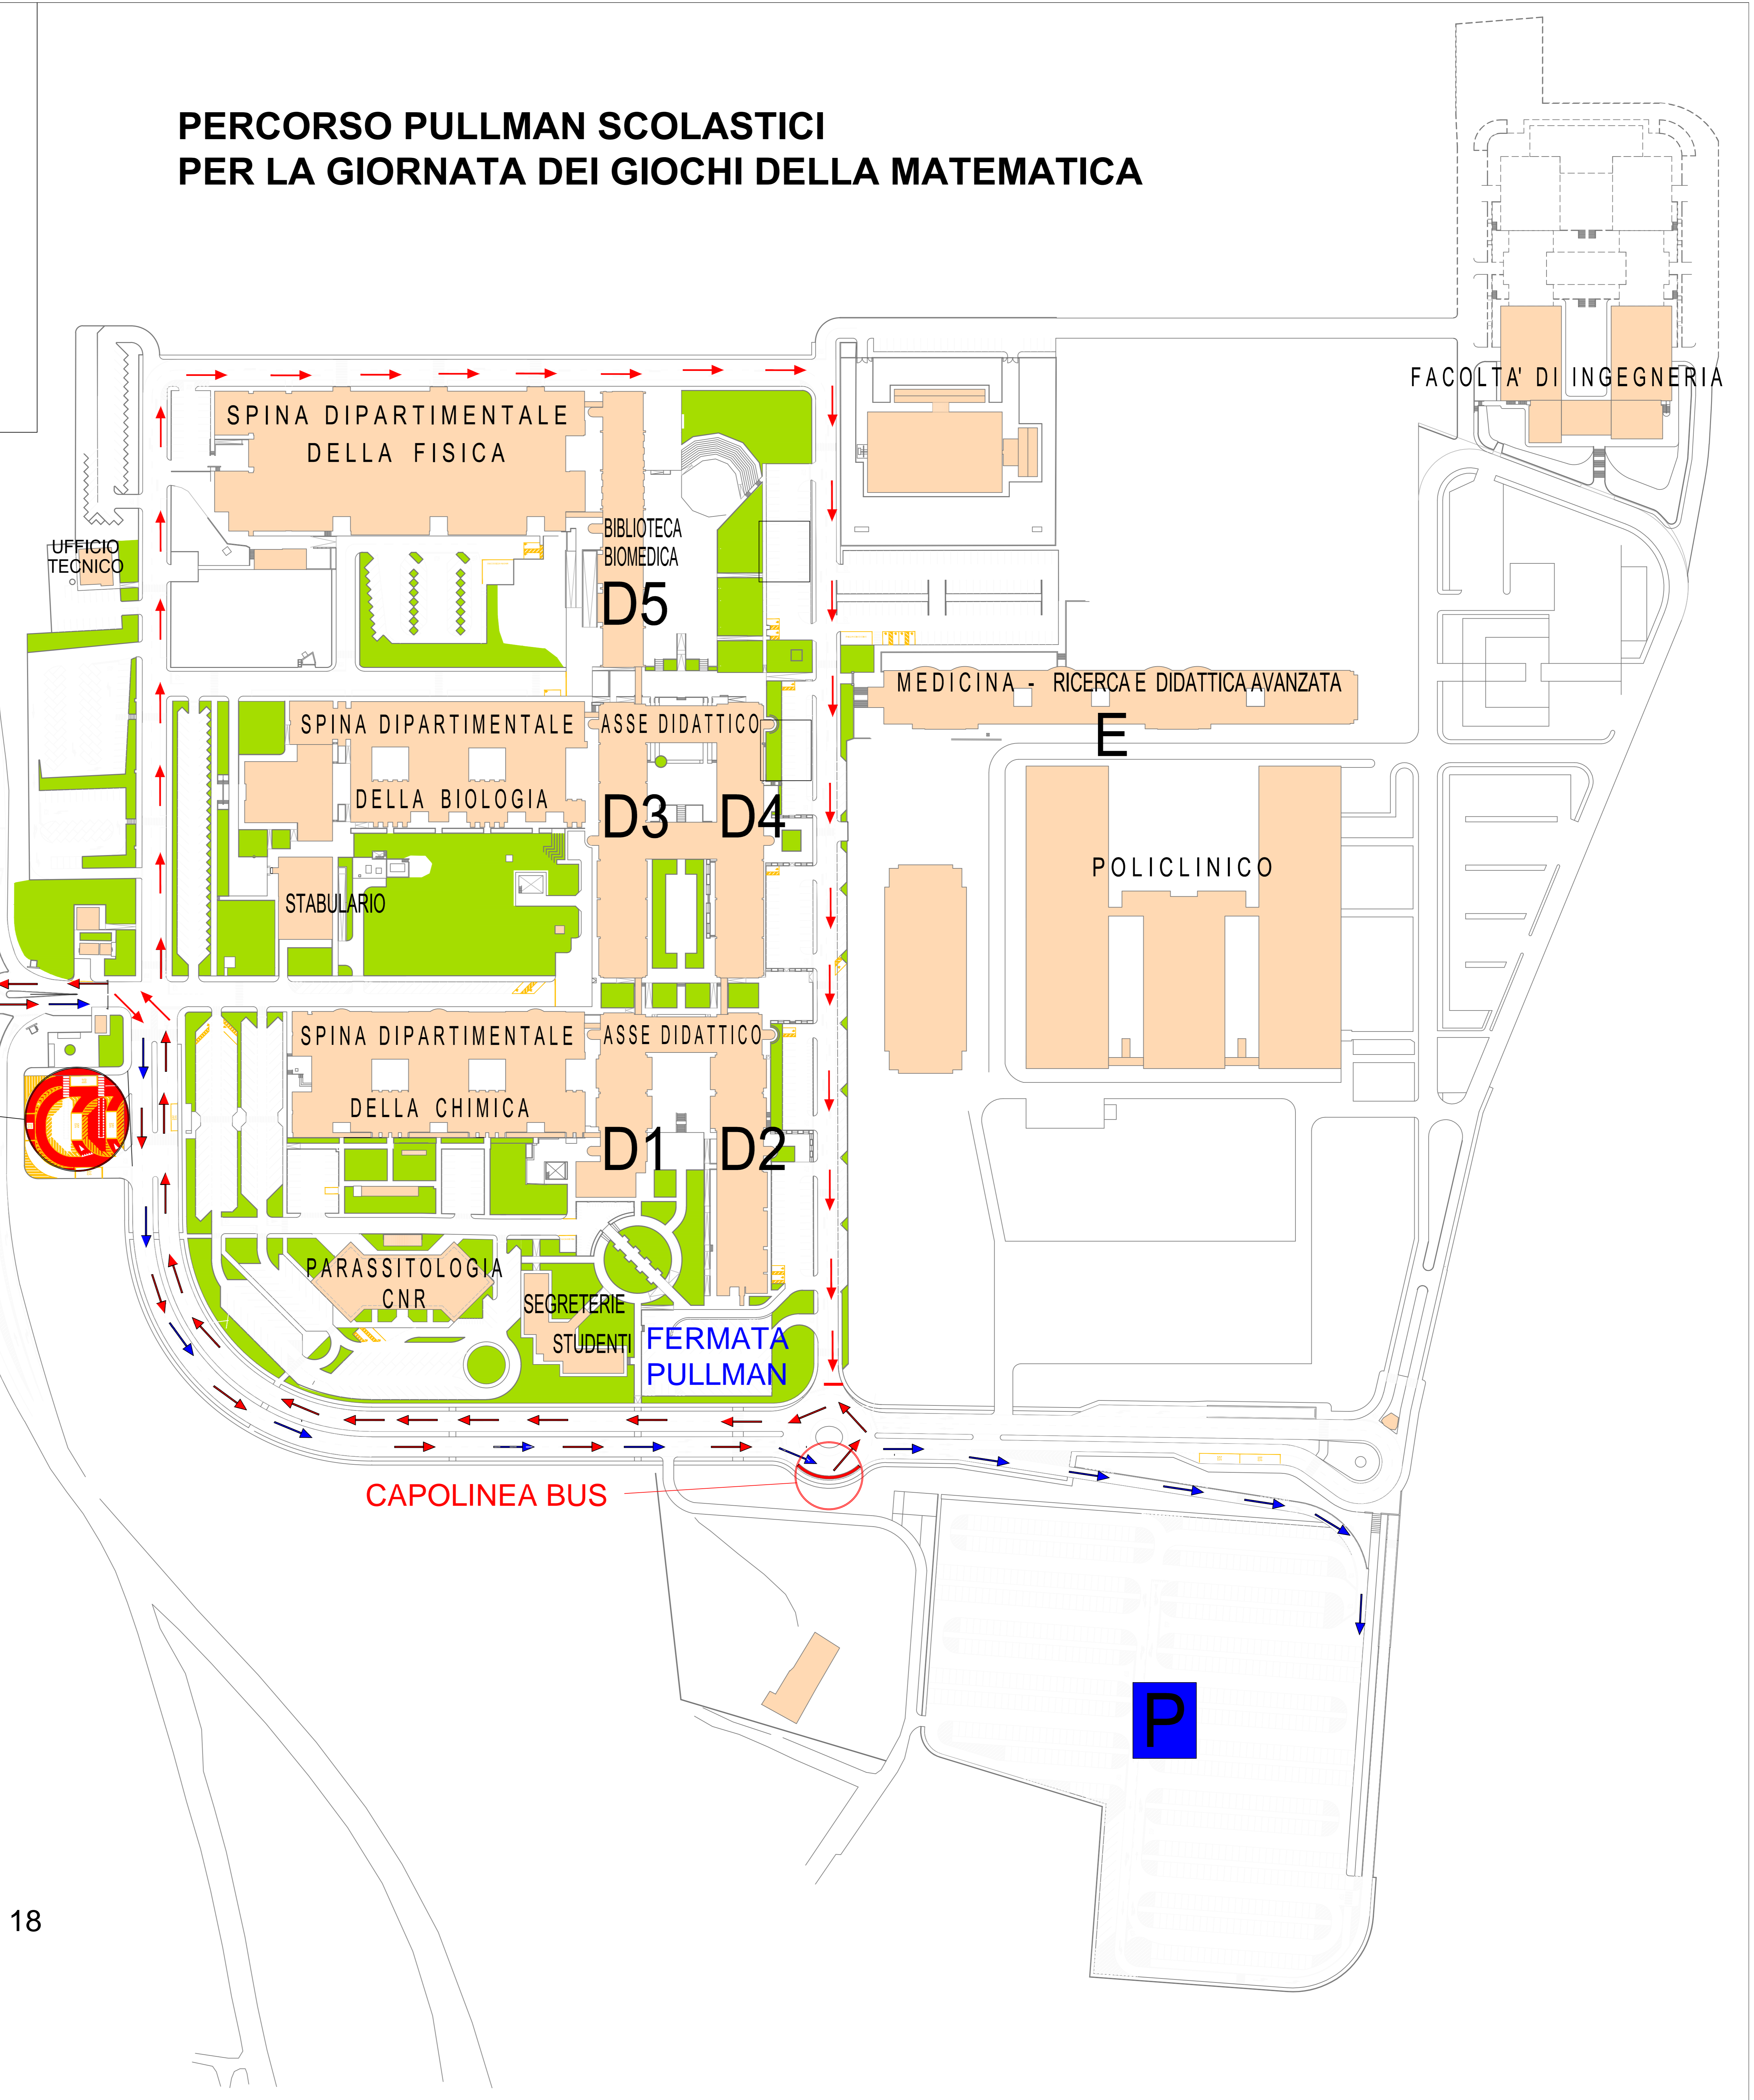 PERCORSO PULLMAN SCOLASTICI
PER LA GIORNATA DEI GIOCHI DELLA MATEMATICA
FACOLTA' DI INGEGNERIA
SPINA DIPARTIMENTALE
DELLA FISICA
BIBLIOTECA
BIOMEDICA
D5
UFFICIO
TECNICO
MEDICINA - RICERCA E DIDATTICA AVANZATA
E
SPINA DIPARTIMENTALE
DELLA BIOLOGIA
ASSE DIDATTICO
D3
D4
POLICLINICO
STABULARIO
SPINA DIPARTIMENTALE
DELLA CHIMICA
ASSE DIDATTICO
D1
D2
PARASSITOLOGIA
CNR
SEGRETERIE
STUDENTI
FERMATA
PULLMAN
CAPOLINEA BUS
P
18